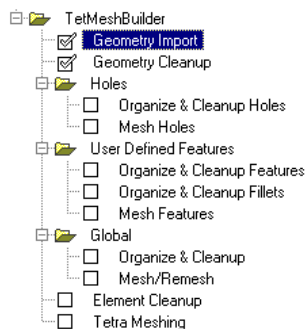 TetMeshBuilder
Geometry Import
Geometry Cleanup
Holes
Organize & Cleanup Holes
Mesh Holes
User Defined Features
Organize & Cleanup Features
Organize & Cleanup Fillets
Mesh Features
Global
Organize & Cleanup
Mesh/Remesh
Element Cleanup
Tetra Meshing